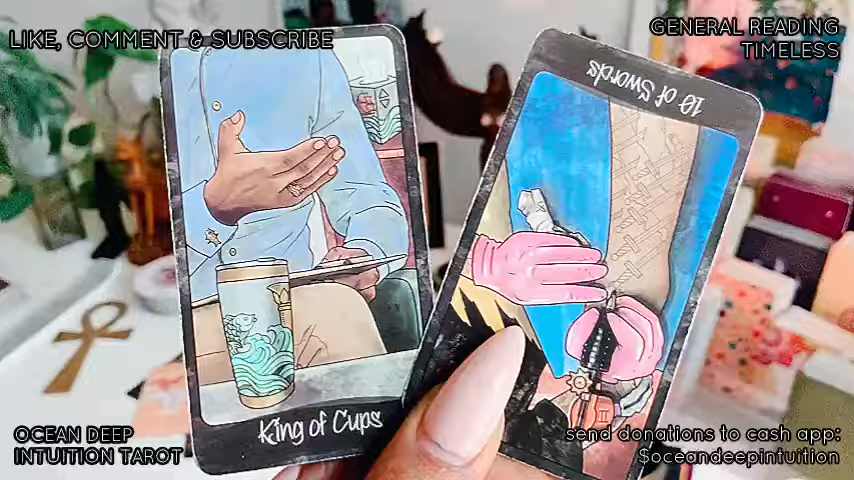 LIKE, COMMENT & SUBSCRIBE
GENERAL READING
TIMELESS
10 of Swords
King of Cups
OCEAN DEEP
INTUITION TAROT
send donations to cash app:
$oceandeepintuition